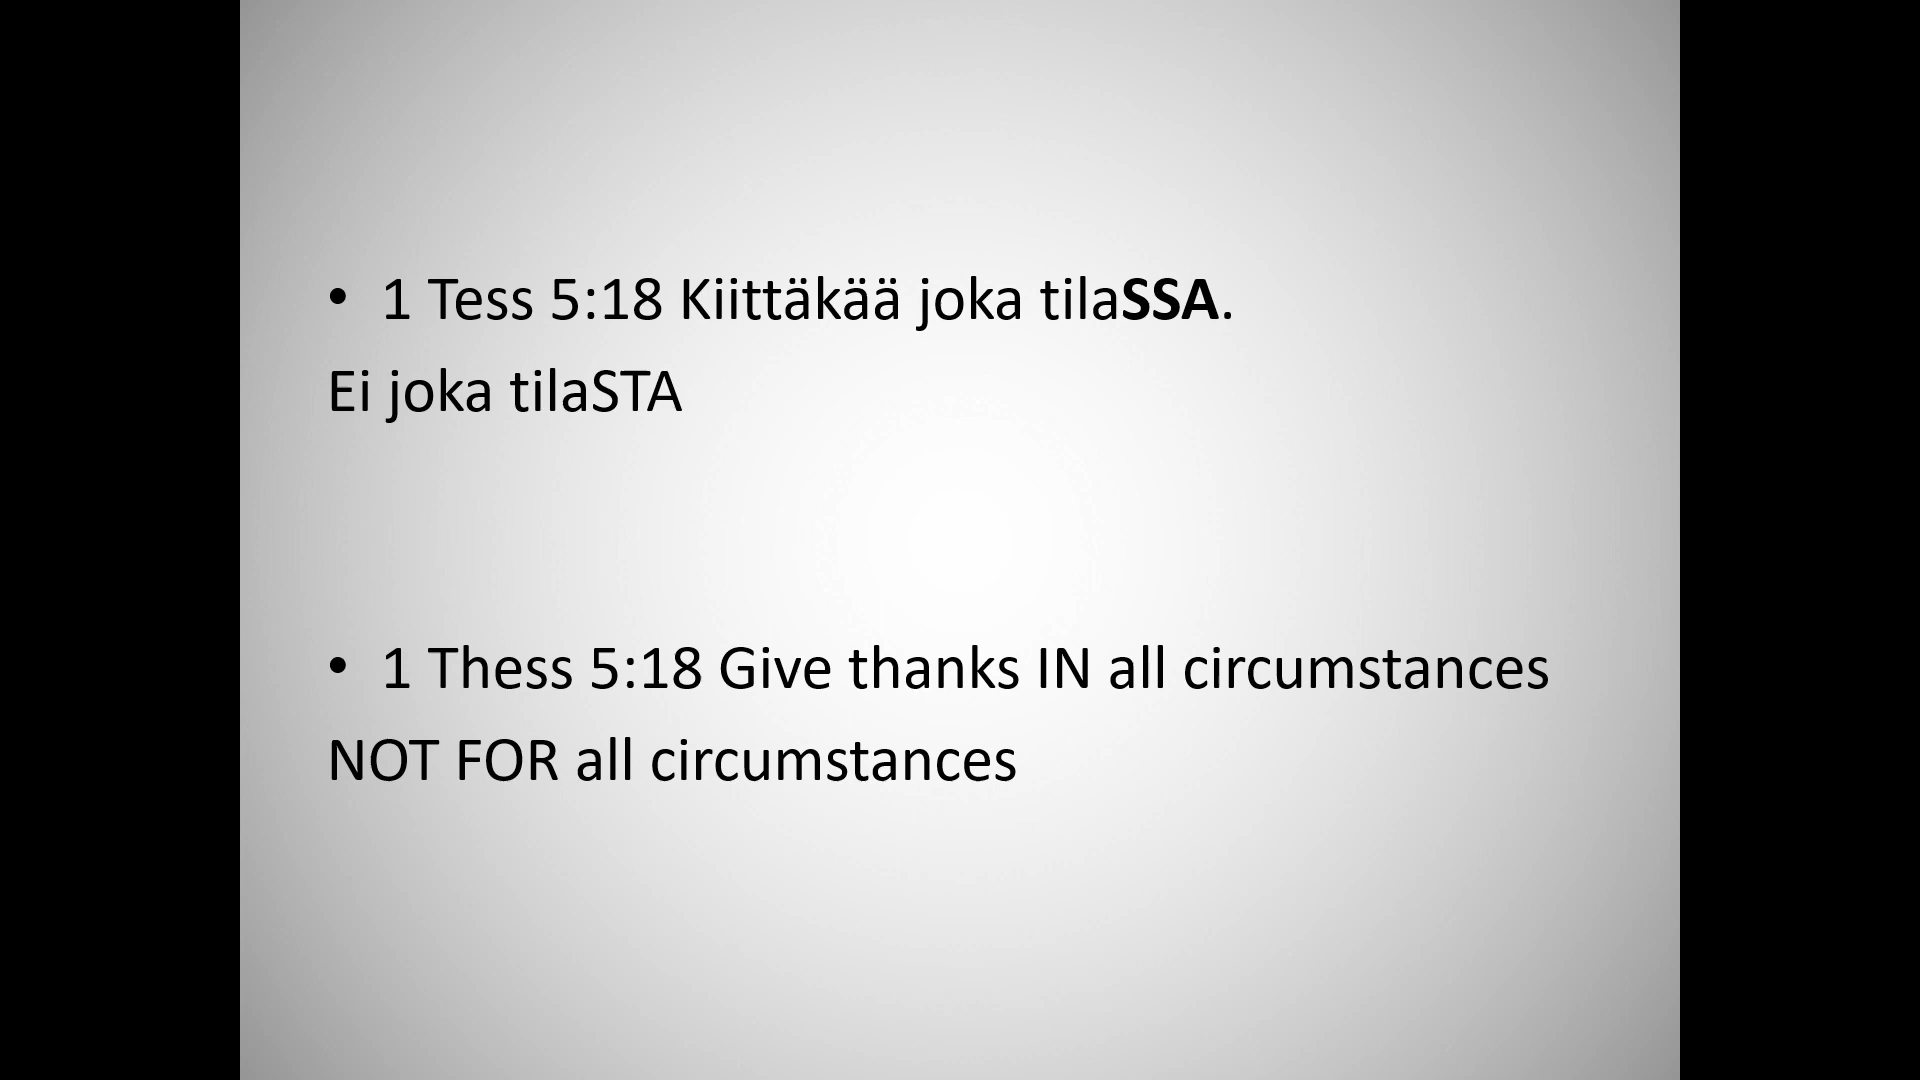 • 1 Tess 5:18 Kiittäkää joka tilaSSA.
Ei joka tilaSTA
• 1 Thess 5:18 Give thanks IN all circumstances
NOT FOR all circumstances